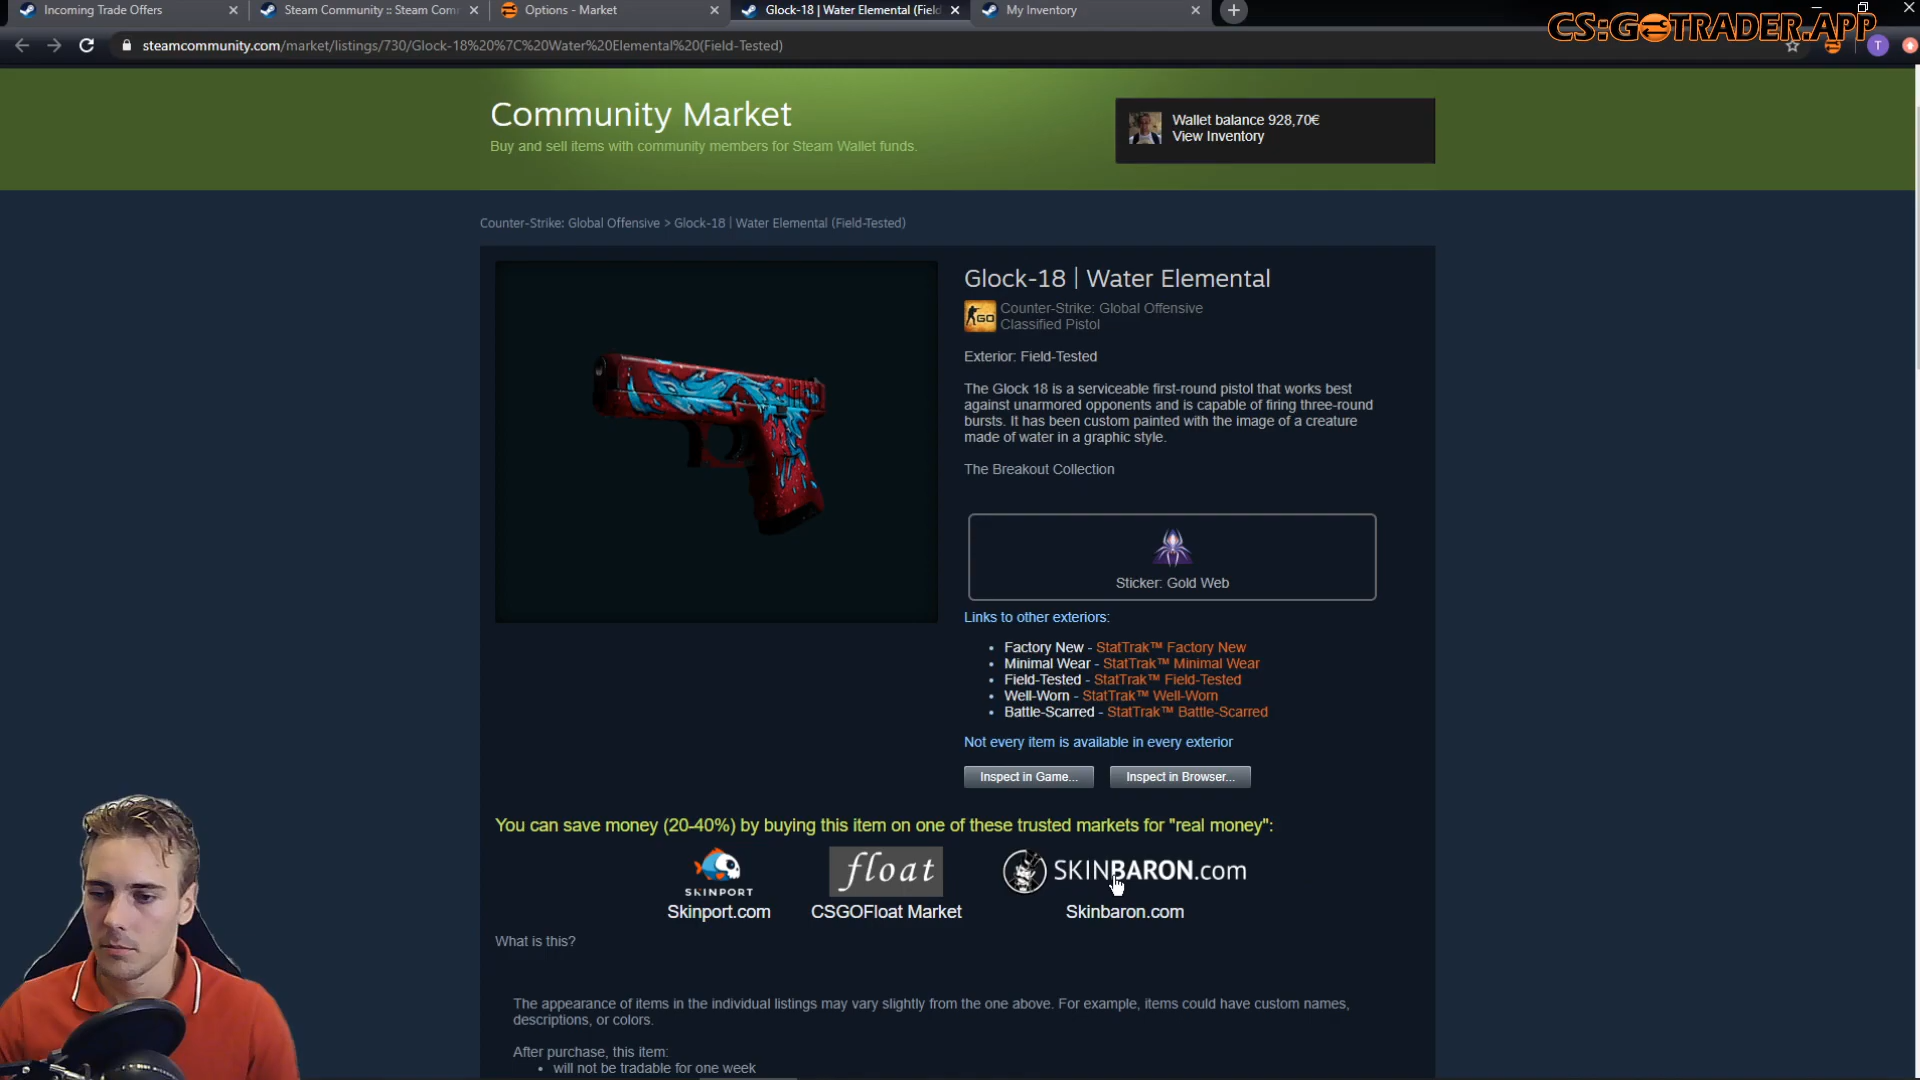 Incoming Trade Offers
Steam Community :: Steam Com
Options - Market
Glock-18 | Water Elemental (Field
My Inventory
CS:GOTRADER.APP
steamcommunity.com/market/listings/730/Glock-18%20%7C%20Water%20Elemental%20(Field-Tested)
T
Community Market
Buy and sell items with community members for Steam Wallet funds.
Wallet balance 928,70€
View Inventory
Counter-Strike: Global Offensive > Glock-18 | Water Elemental (Field-Tested)
Glock-18 | Water Elemental
GO
Counter-Strike: Global Offensive
Classified Pistol
Exterior: Field-Tested
The Glock 18 is a serviceable first-round pistol that works best
against unarmored opponents and is capable of firing three-round
bursts. It has been custom painted with the image of a creature
made of water in a graphic style.
The Breakout Collection
Sticker: Gold Web
Links to other exteriors:
• Factory New - StatTrak™ Factory New
• Minimal Wear - StatTrak™ Minimal Wear
• Field-Tested - StatTrak™ Field-Tested
• Well-Worn - StatTrak™ Well-Worn
• Battle-Scarred - StatTrak™ Battle-Scarred
Not every item is available in every exterior
Inspect in Game...
Inspect in Browser...
You can save money (20-40%) by buying this item on one of these trusted markets for "real money":
SKINPORT
float
SKINBARON.com
Skinport.com
CSGOFloat Market
Skinbaron.com
What is this?
The appearance of items in the individual listings may vary slightly from the one above. For example, items could have custom names,
descriptions, or colors.
After purchase, this item:
• will not be tradable for one week